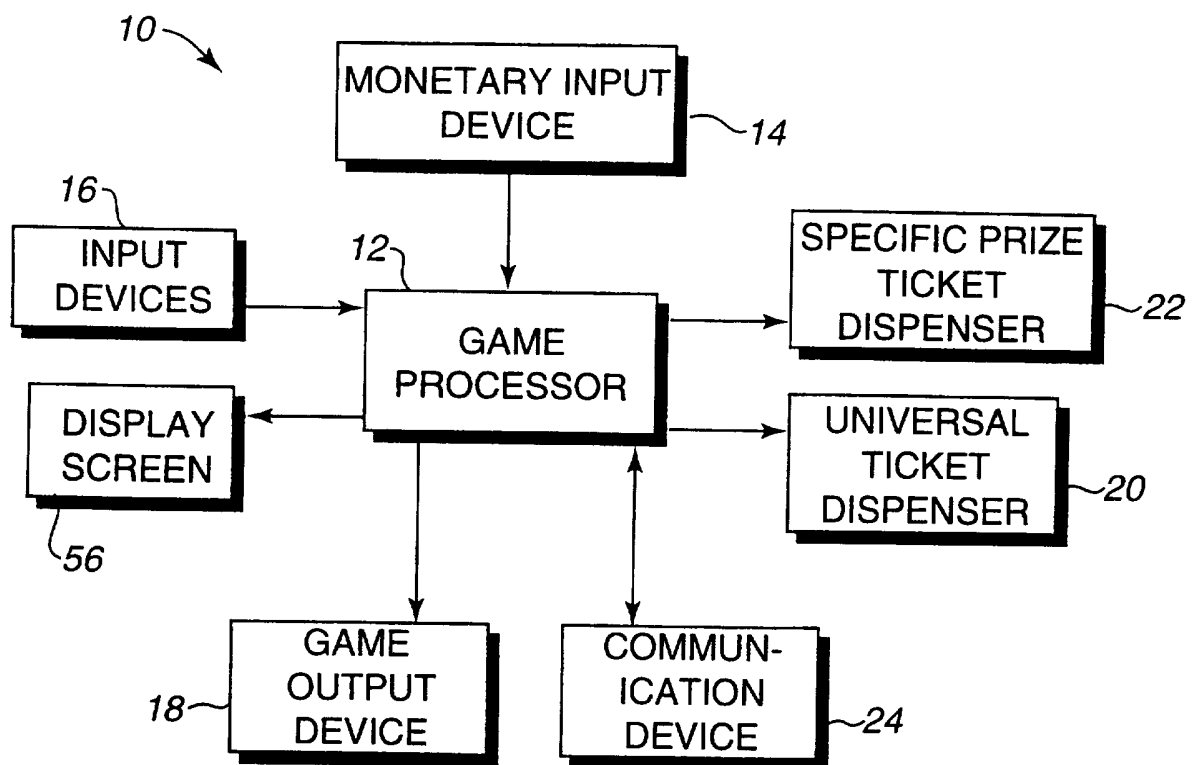 10
MONETARY INPUT
DEVICE
14
16
INPUT
DEVICES
12
GAME
PROCESSOR
SPECIFIC PRIZE
TICKET
DISPENSER
22
DISPLAY
SCREEN
56
UNIVERSAL
TICKET
DISPENSER
20
GAME
OUTPUT
DEVICE
18
COMMUN-
ICATION
DEVICE
24